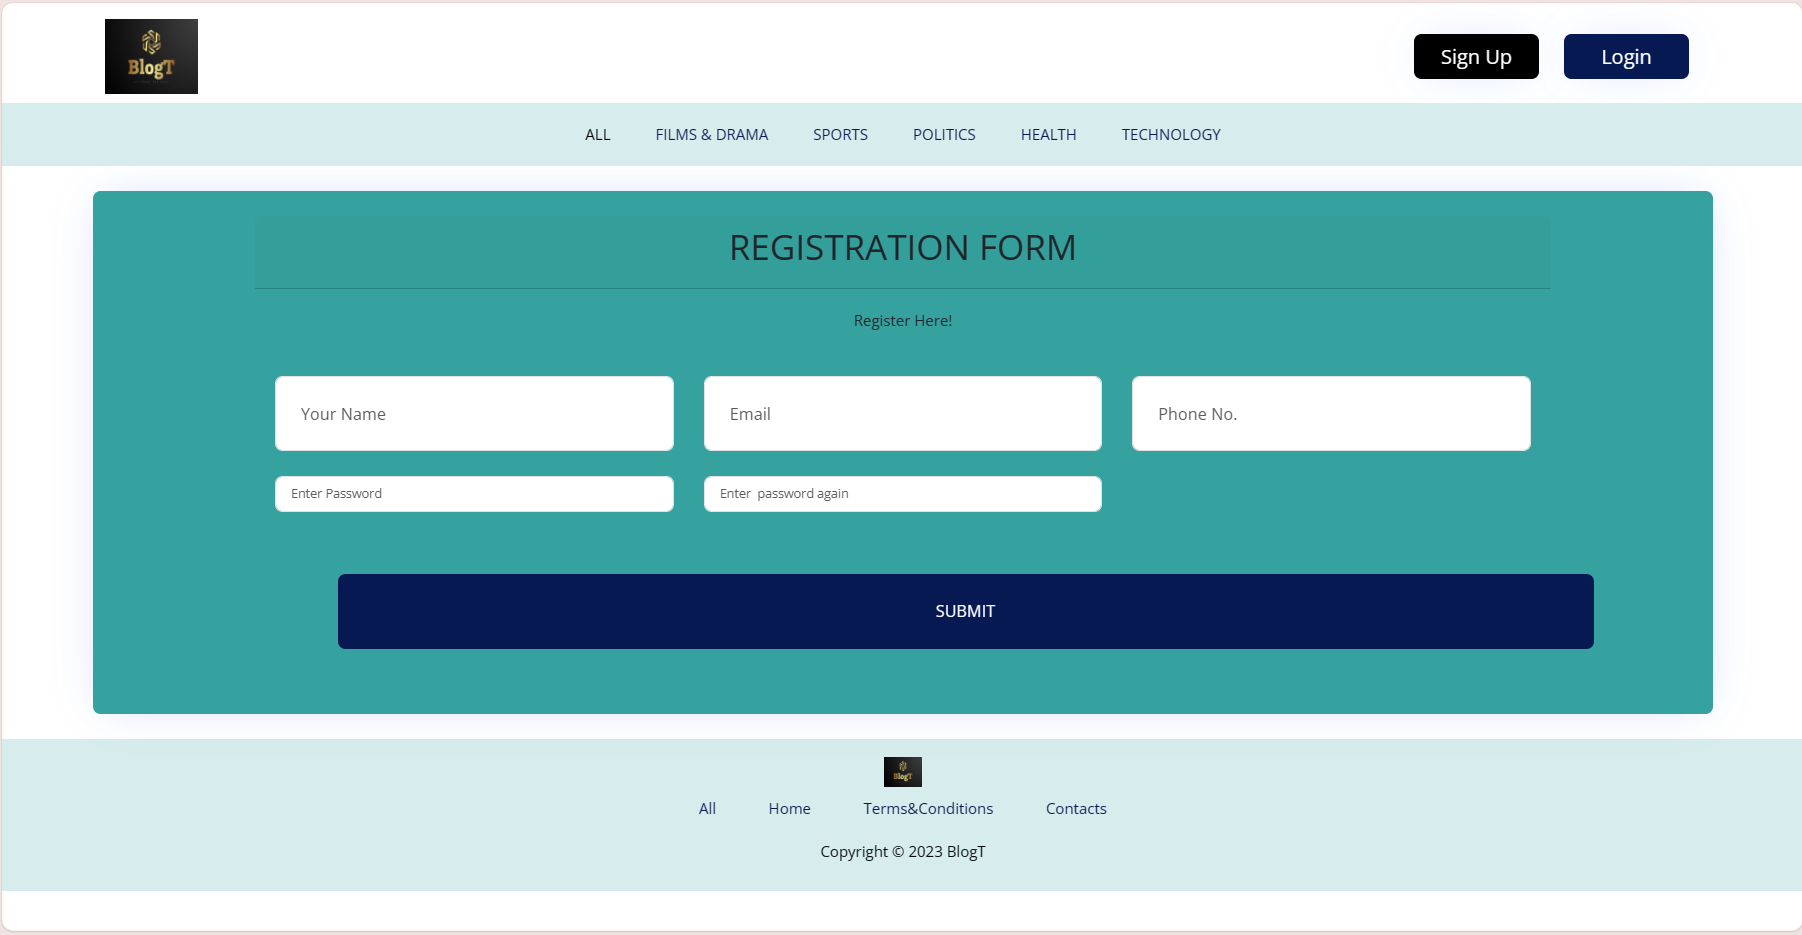 BlogT
Sign Up
Login
ALL
FILMS & DRAMA
SPORTS
POLITICS
HEALTH
TECHNOLOGY
REGISTRATION FORM
Register Here!
Your Name
Email
Phone No.
Enter Password
Enter  password again
SUBMIT
BlogT
All
Home
Terms&Conditions
Contacts
Copyright © 2023 BlogT